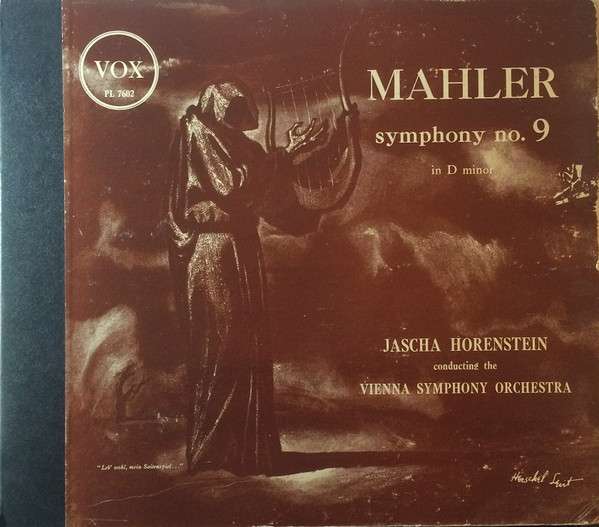 VOX
PL 7602
MAHLER
symphony no. 9
in D minor
JASCHA HORENSTEIN
conducting the
VIENNA SYMPHONY ORCHESTRA
"Leb' wohl, mein Saitenspiel..."
Herschel